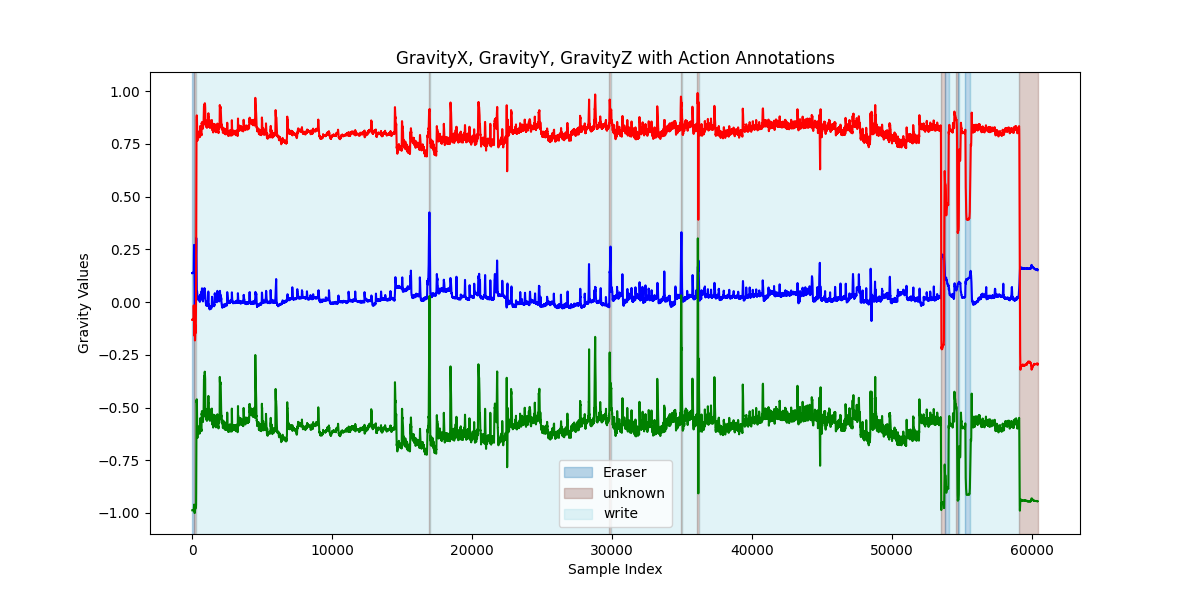 GravityX, GravityY, GravityZ with Action Annotations
Gravity Values
1.00
0.75
0.50
0.25
0.00
−0.25
−0.50
−0.75
−1.00
Eraser
unknown
write
0 10000 20000 30000 40000 50000 60000
Sample Index